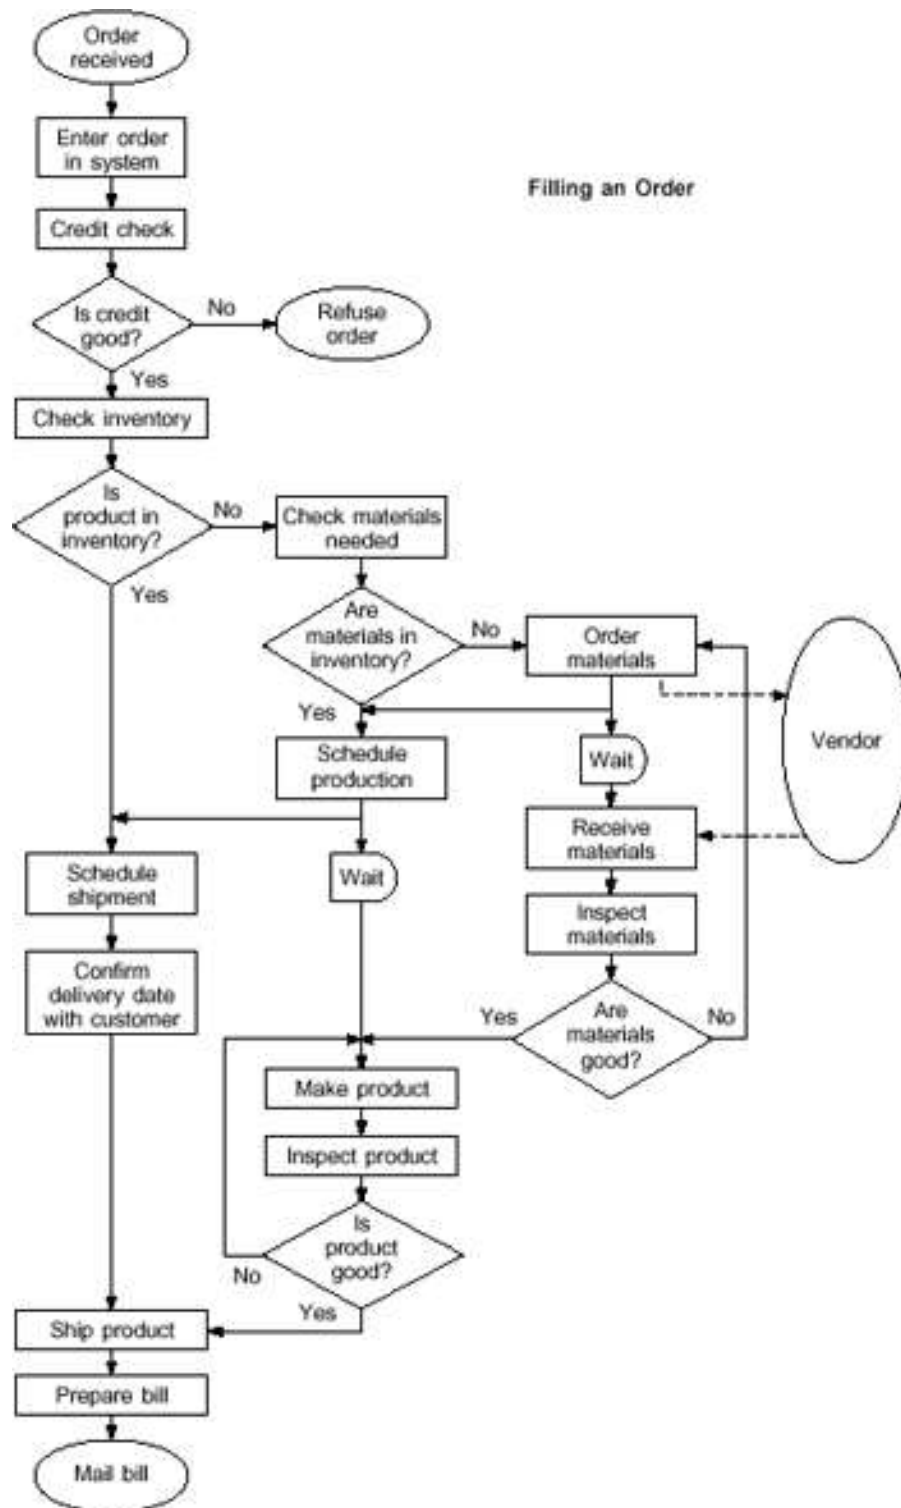 Order
received
Enter order
in system
Filling an Order
Credit check
Is credit
good?
No
Refuse
order
Yes
Check inventory
Is
product in
inventory?
No
Check materials
needed
Yes
Are
materials in
inventory?
No
Order
materials
Vendor
Yes
Schedule
production
Wait
Receive
materials
Schedule
shipment
Wait
Inspect
materials
Confirm
delivery date
with customer
Yes
Are
materials
good?
No
Make product
Inspect product
Is
product
good?
No
Yes
Ship product
Prepare bill
Mail bill